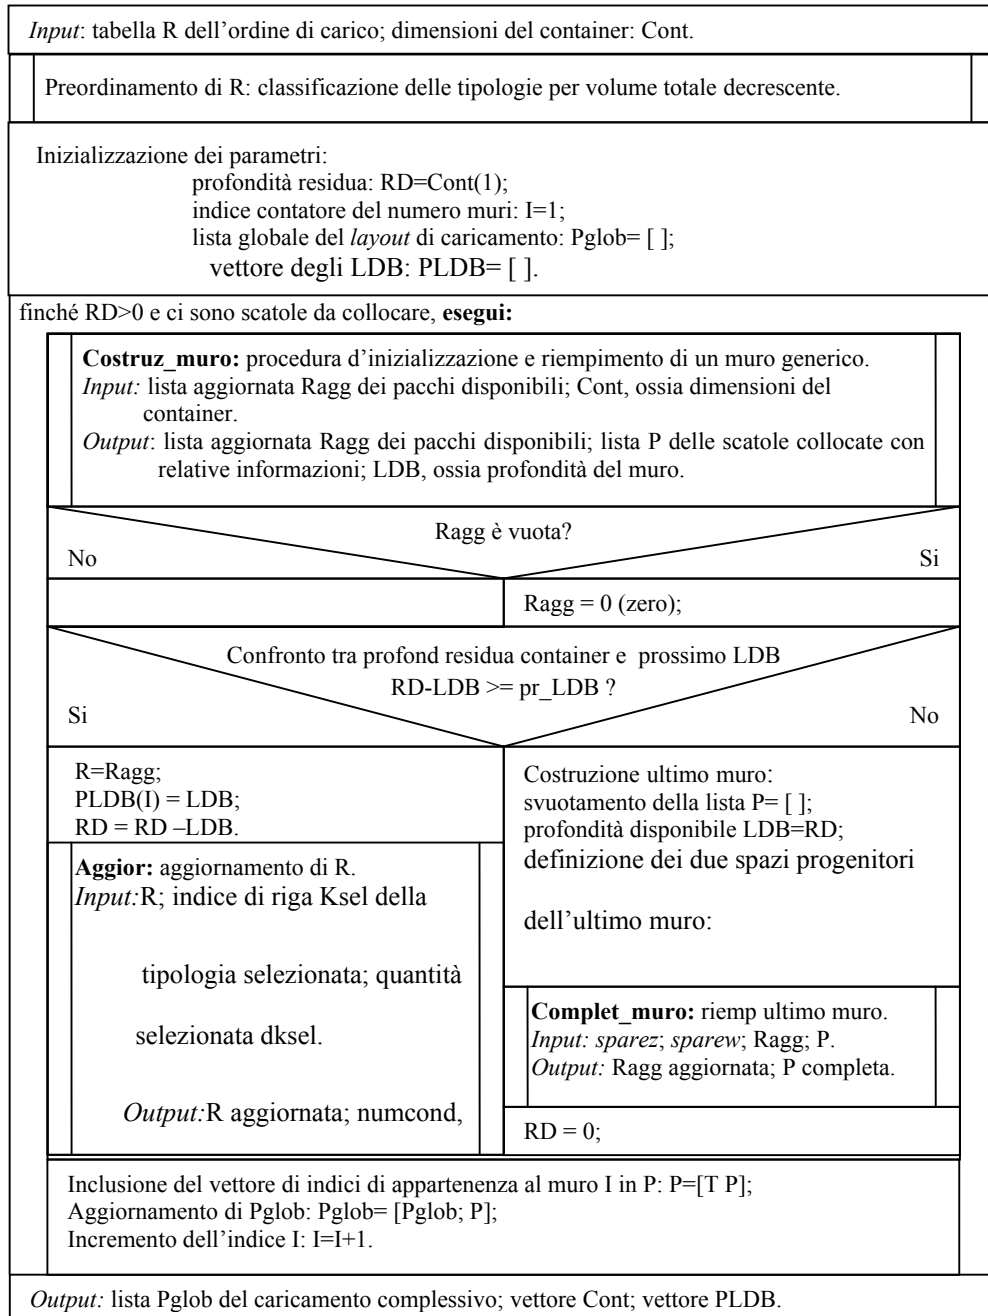 Input: tabella R dell’ordine di carico; dimensioni del container: Cont.
Preordinamento di R: classificazione delle tipologie per volume totale decrescente.
Inizializzazione dei parametri:
profondità residua: RD=Cont(1);
indice contatore del numero muri: I=1;
lista globale del layout di caricamento: Pglob= [ ];
vettore degli LDB: PLDB= [ ].
finché RD>0 e ci sono scatole da collocare, esegui:
Costruz_muro: procedura d’inizializzazione e riempimento di un muro generico.
Input: lista aggiornata Ragg dei pacchi disponibili; Cont, ossia dimensioni del
container.
Output: lista aggiornata Ragg dei pacchi disponibili; lista P delle scatole collocate con
relative informazioni; LDB, ossia profondità del muro.
Ragg è vuota?
No
Si
Ragg = 0 (zero);
Confronto tra profond residua container e prossimo LDB
RD-LDB >= pr_LDB ?
Si
No
R=Ragg;
PLDB(I) = LDB;
RD = RD –LDB.
Aggior: aggiornamento di R.
Input:R; indice di riga Ksel della
tipologia selezionata; quantità
selezionata dksel.
Output:R aggiornata; numcond,
Costruzione ultimo muro:
svuotamento della lista P= [ ];
profondità disponibile LDB=RD;
definizione dei due spazi progenitori
dell’ultimo muro:
Complet_muro: riemp ultimo muro.
Input: sparez; sparew; Ragg; P.
Output: Ragg aggiornata; P completa.
RD = 0;
Inclusione del vettore di indici di appartenenza al muro I in P: P=[T P];
Aggiornamento di Pglob: Pglob= [Pglob; P];
Incremento dell’indice I: I=I+1.
Output: lista Pglob del caricamento complessivo; vettore Cont; vettore PLDB.